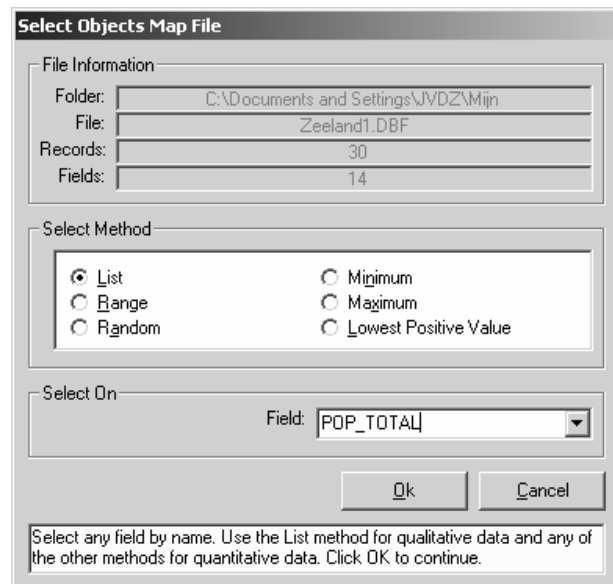 Select Objects Map File
File Information
Folder: C:\Documents and Settings\JVDZ\Mijn
File: Zeeland1.DBF
Records: 30
Fields: 14
Select Method
List
Minimum
Range
Maximum
Random
Lowest Positive Value
Select On
Field: POP_TOTAL
Ok
Cancel
Select any field by name. Use the List method for qualitative data and any of
the other methods for quantitative data. Click OK to continue.